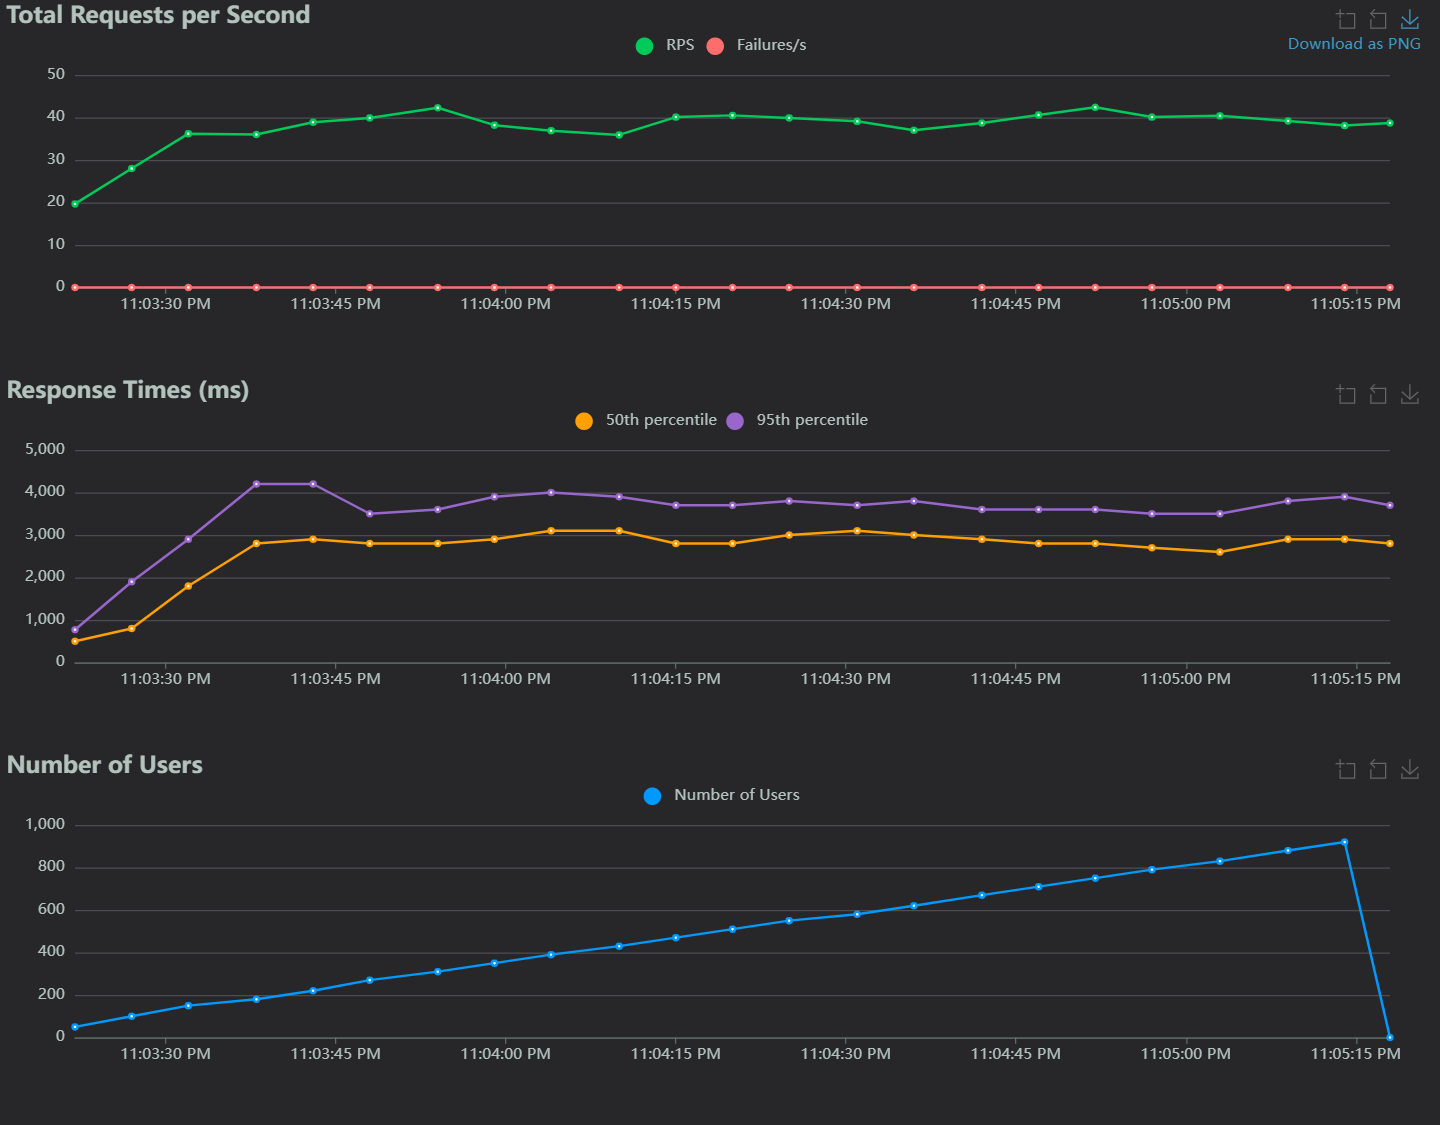 Total Requests per Second
Download as PNG
RPS Failures/s
50
40
30
20
10
0
11:03:30 PM 11:03:45 PM 11:04:00 PM 11:04:15 PM 11:04:30 PM 11:04:45 PM 11:05:00 PM 11:05:15 PM
Response Times (ms)
50th percentile 95th percentile
5,000
4,000
3,000
2,000
1,000
0
11:03:30 PM 11:03:45 PM 11:04:00 PM 11:04:15 PM 11:04:30 PM 11:04:45 PM 11:05:00 PM 11:05:15 PM
Number of Users
Number of Users
1,000
800
600
400
200
0
11:03:30 PM 11:03:45 PM 11:04:00 PM 11:04:15 PM 11:04:30 PM 11:04:45 PM 11:05:00 PM 11:05:15 PM